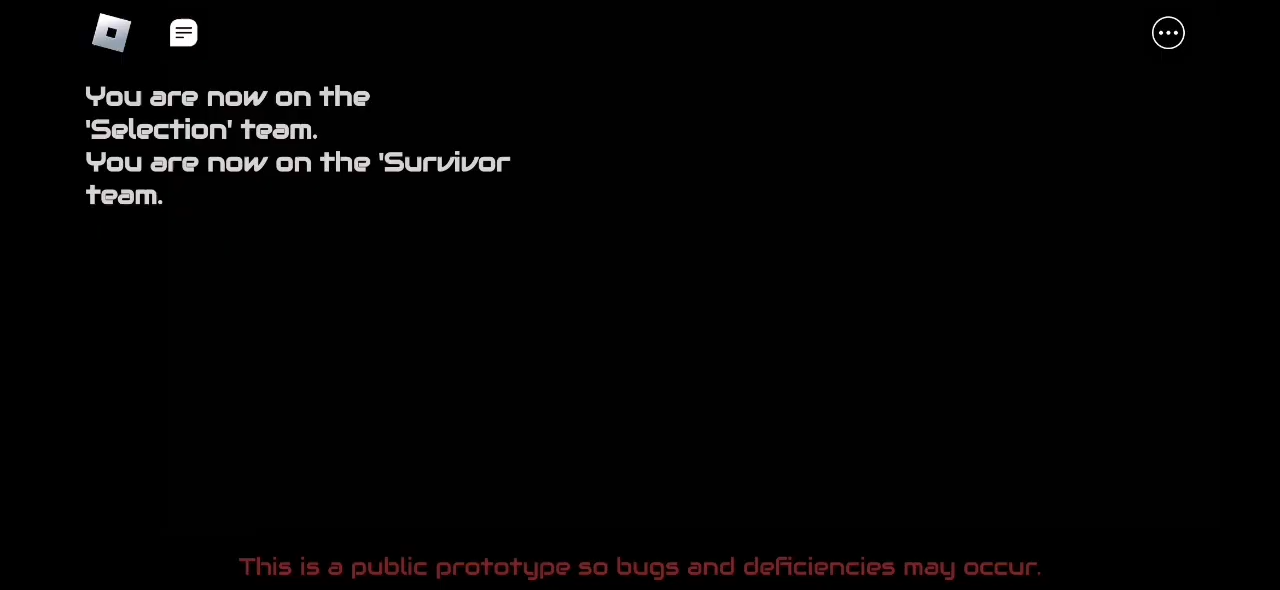 You are now on the
'Selection' team.
You are now on the 'Survivor
team.
This is a public prototype so bugs and deficiencies may occur.